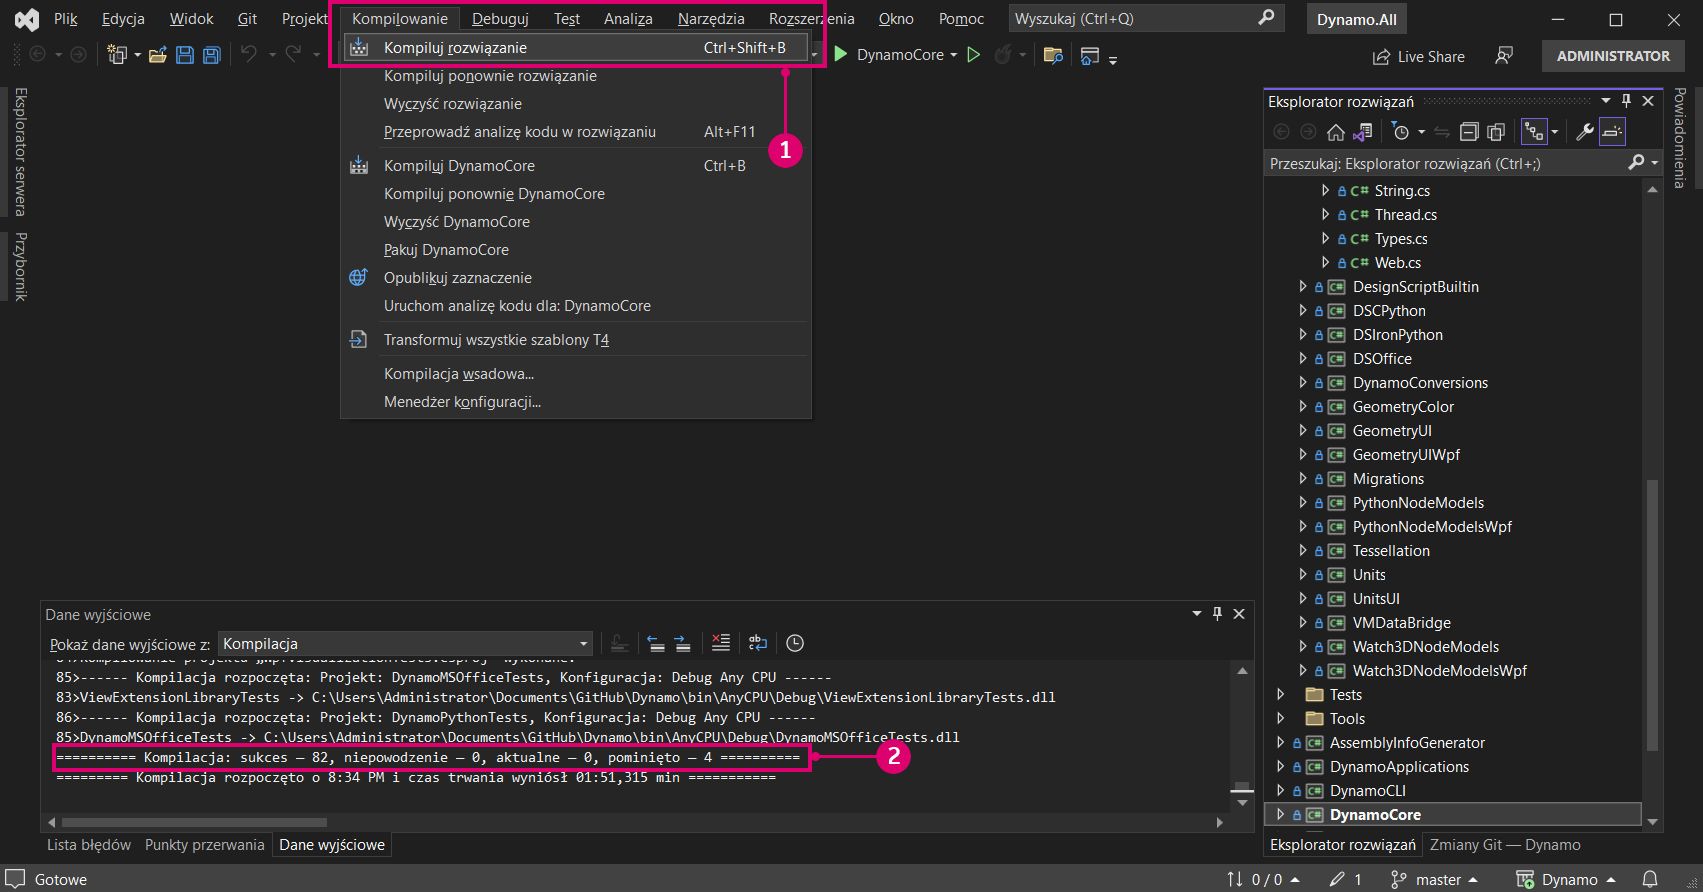 Plik Edycja Widok Git Projekt Kompilowanie Debuguj Test Analiza Narzędzia Rozszerzenia Okno Pomoc Wyszukaj (Ctrl+Q) Dynamo.All
DynamoCore Live Share ADMINISTRATOR
Kompiluj rozwiązanie Ctrl+Shift+B
Kompiluj ponownie rozwiązanie
Wyczyść rozwiązanie
Przeprowadź analizę kodu w rozwiązaniu Alt+F11
Kompiluj DynamoCore Ctrl+B
Kompiluj ponownie DynamoCore
Wyczyść DynamoCore
Pakuj DynamoCore
Opublikuj zaznaczenie
Uruchom analizę kodu dla: DynamoCore
Transformuj wszystkie szablony T4
Kompilacja wsadowa...
Menedżer konfiguracji...
1
Eksplorator serwera
Przybornik
Powiadomienia
Eksplorator rozwiązań
Przeszukaj: Eksplorator rozwiązań (Ctrl+;)
C# String.cs
C# Thread.cs
C# Types.cs
C# Web.cs
C# DesignScriptBuiltin
C# DSCPython
C# DSIronPython
C# DSOffice
C# DynamoConversions
C# GeometryColor
C# GeometryUI
C# GeometryUIWpf
C# Migrations
C# PythonNodeModels
C# PythonNodeModelsWpf
C# Tessellation
C# Units
C# UnitsUI
C# VMDataBridge
C# Watch3DNodeModels
C# Watch3DNodeModelsWpf
Tests
Tools
C# AssemblyInfoGenerator
C# DynamoApplications
C# DynamoCLI
C# DynamoCore
Eksplorator rozwiązań Zmiany Git — Dynamo
Dane wyjściowe
Pokaż dane wyjściowe z: Kompilacja
85>------ Kompilacja rozpoczęta: Projekt: DynamoMSOfficeTests, Konfiguracja: Debug Any CPU ------
83>ViewExtensionLibraryTests -> C:\Users\Administrator\Documents\GitHub\Dynamo\bin\AnyCPU\Debug\ViewExtensionLibraryTests.dll
86>------ Kompilacja rozpoczęta: Projekt: DynamoPythonTests, Konfiguracja: Debug Any CPU ------
85>DynamoMSOfficeTests -> C:\Users\Administrator\Documents\GitHub\Dynamo\bin\AnyCPU\Debug\DynamoMSOfficeTests.dll
========== Kompilacja: sukces — 82, niepowodzenie — 0, aktualne — 0, pominięto — 4 ==========
2
========= Kompilacja rozpoczęto o 8:34 PM i czas trwania wyniósł 01:51,315 min ===========
Lista błędów Punkty przerwania Dane wyjściowe
Gotowe 0 / 0 1 master Dynamo